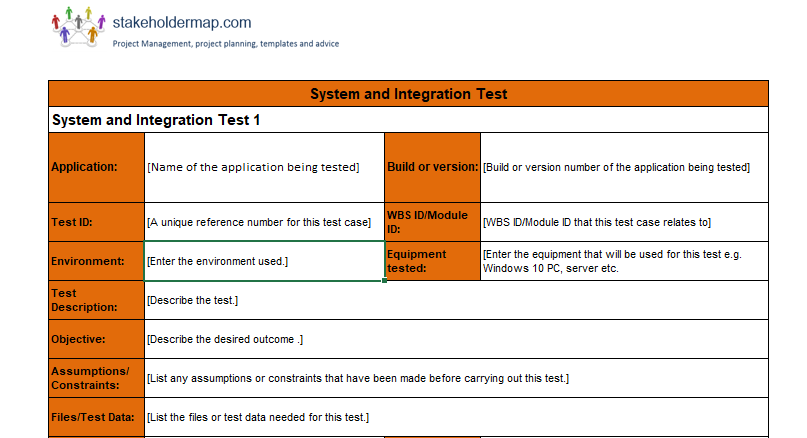 stakeholdermap.com
Project Management, project planning, templates and advice
System and Integration Test
System and Integration Test 1
Application:
[Name of the application being tested]
Build or version:
[Build or version number of the application being tested]
Test ID:
[A unique reference number for this test case]
WBS ID/Module
ID:
[WBS ID/Module ID that this test case relates to]
Environment:
[Enter the environment used.]
Equipment
tested:
[Enter the equipment that will be used for this test e.g.
Windows 10 PC, server etc.
Test
Description:
[Describe the test.]
Objective:
[Describe the desired outcome .]
Assumptions/
Constraints:
[List any assumptions or constraints that have been made before carrying out this test.]
Files/Test Data:
[List the files or test data needed for this test.]